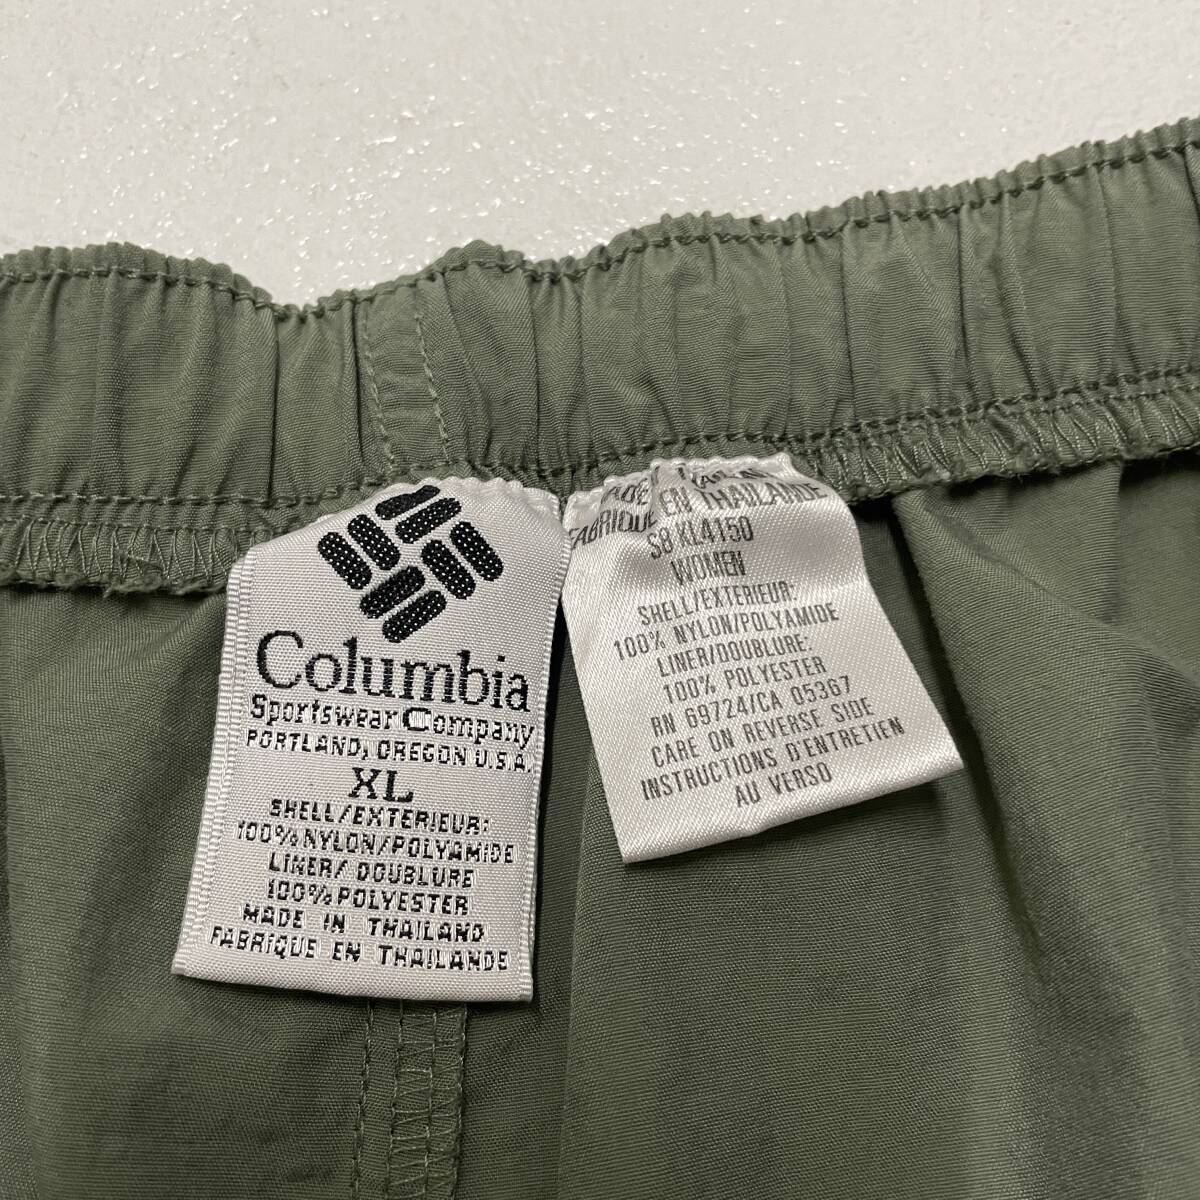 Columbia
Sportswear Company
PORTLAND, OREGON U.S.A.
XL
SHELL/EXTERIEUR:
100% NYLON/POLYAMIDE
LINER/ DOUBLURE
100% POLYESTER
MADE IN THAILAND
FABRIQUE EN THAILANDE
FABRIQUE EN THAILANDE
S8 XL4150
WOMEN
SHELL/EXTERIEUR:
100% NYLON/POLYAMIDE
LINER/DOUBLURE:
100% POLYESTER
RN 69724/CA 05367
CARE ON REVERSE SIDE
INSTRUCTIONS D'ENTRETIEN
AU VERSO